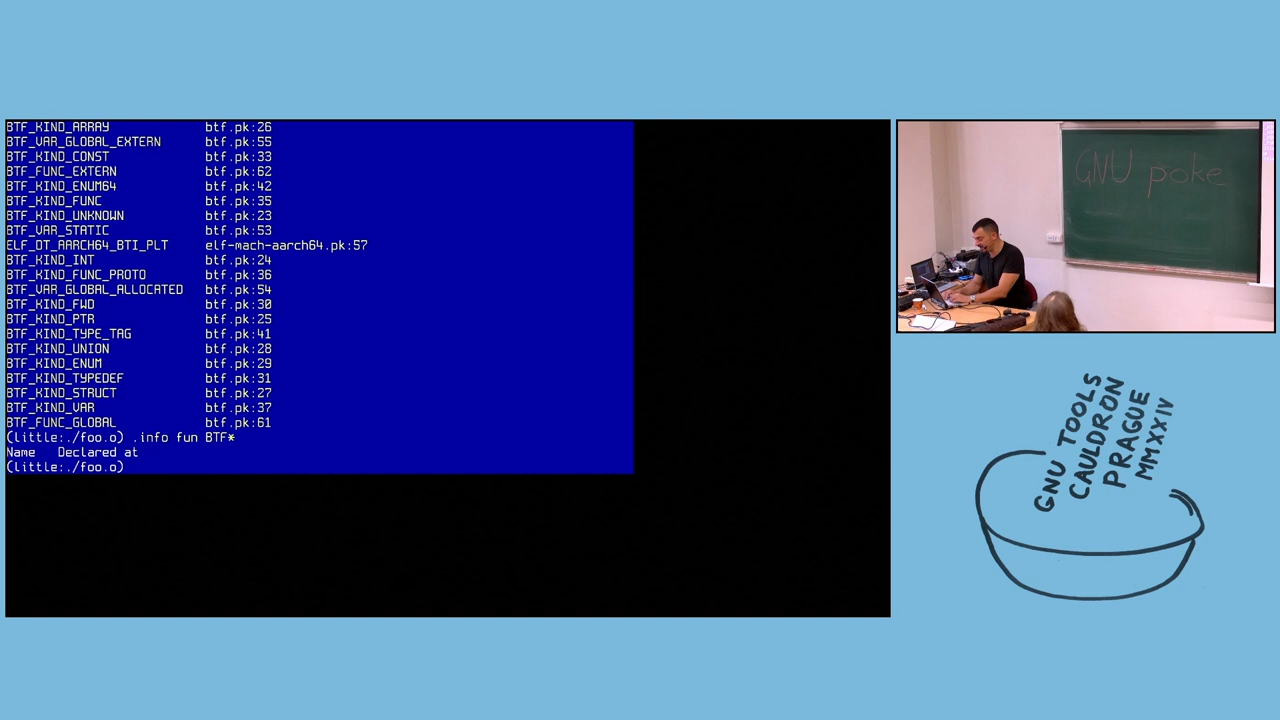 BTF_KIND_ARRAY btf.pk:26
BTF_VAR_GLOBAL_EXTERN btf.pk:55
BTF_KIND_CONST btf.pk:33
BTF_FUNC_EXTERN btf.pk:62
BTF_KIND_ENUM64 btf.pk:42
BTF_KIND_FUNC btf.pk:35
BTF_KIND_UNKNOWN btf.pk:23
BTF_VAR_STATIC btf.pk:53
ELF_DT_AARCH64_BTI_PLT elf-mach-aarch64.pk:57
BTF_KIND_INT btf.pk:24
BTF_KIND_FUNC_PROTO btf.pk:36
BTF_VAR_GLOBAL_ALLOCATED btf.pk:54
BTF_KIND_FWD btf.pk:30
BTF_KIND_PTR btf.pk:25
BTF_KIND_TYPE_TAG btf.pk:41
BTF_KIND_UNION btf.pk:28
BTF_KIND_ENUM btf.pk:29
BTF_KIND_TYPEDEF btf.pk:31
BTF_KIND_STRUCT btf.pk:27
BTF_KIND_VAR btf.pk:37
BTF_FUNC_GLOBAL btf.pk:61
(little:./foo.o) .info fun BTF*
Name Declared at
(little:./foo.o)
GNU poke
GNU TOOLS
CAULDRON
PRAGUE
MMXXIV